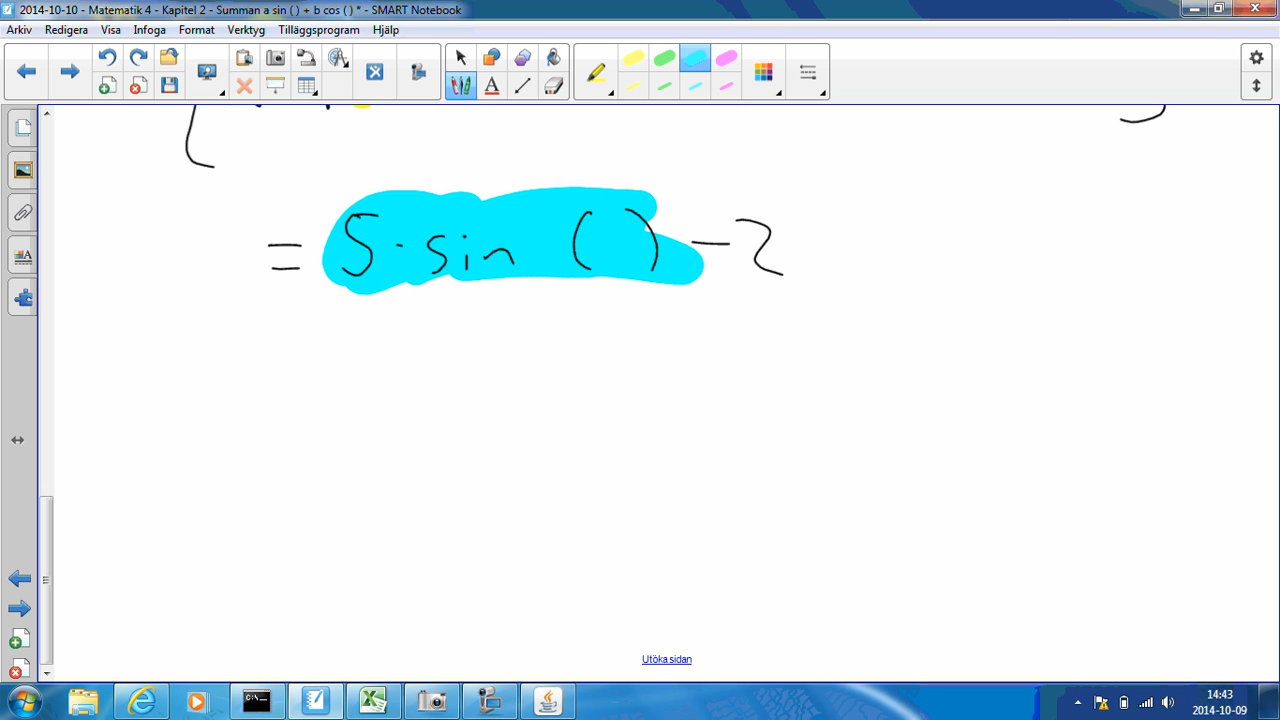 2014-10-10 - Matematik 4 - Kapitel 2 - Summan a sin ( ) + b cos ( ) * - SMART Notebook
Arkiv Redigera Visa Infoga Format Verktyg Tilläggsprogram Hjälp
= 5 · sin ( ) - 2
Utöka sidan
14:43
2014-10-09